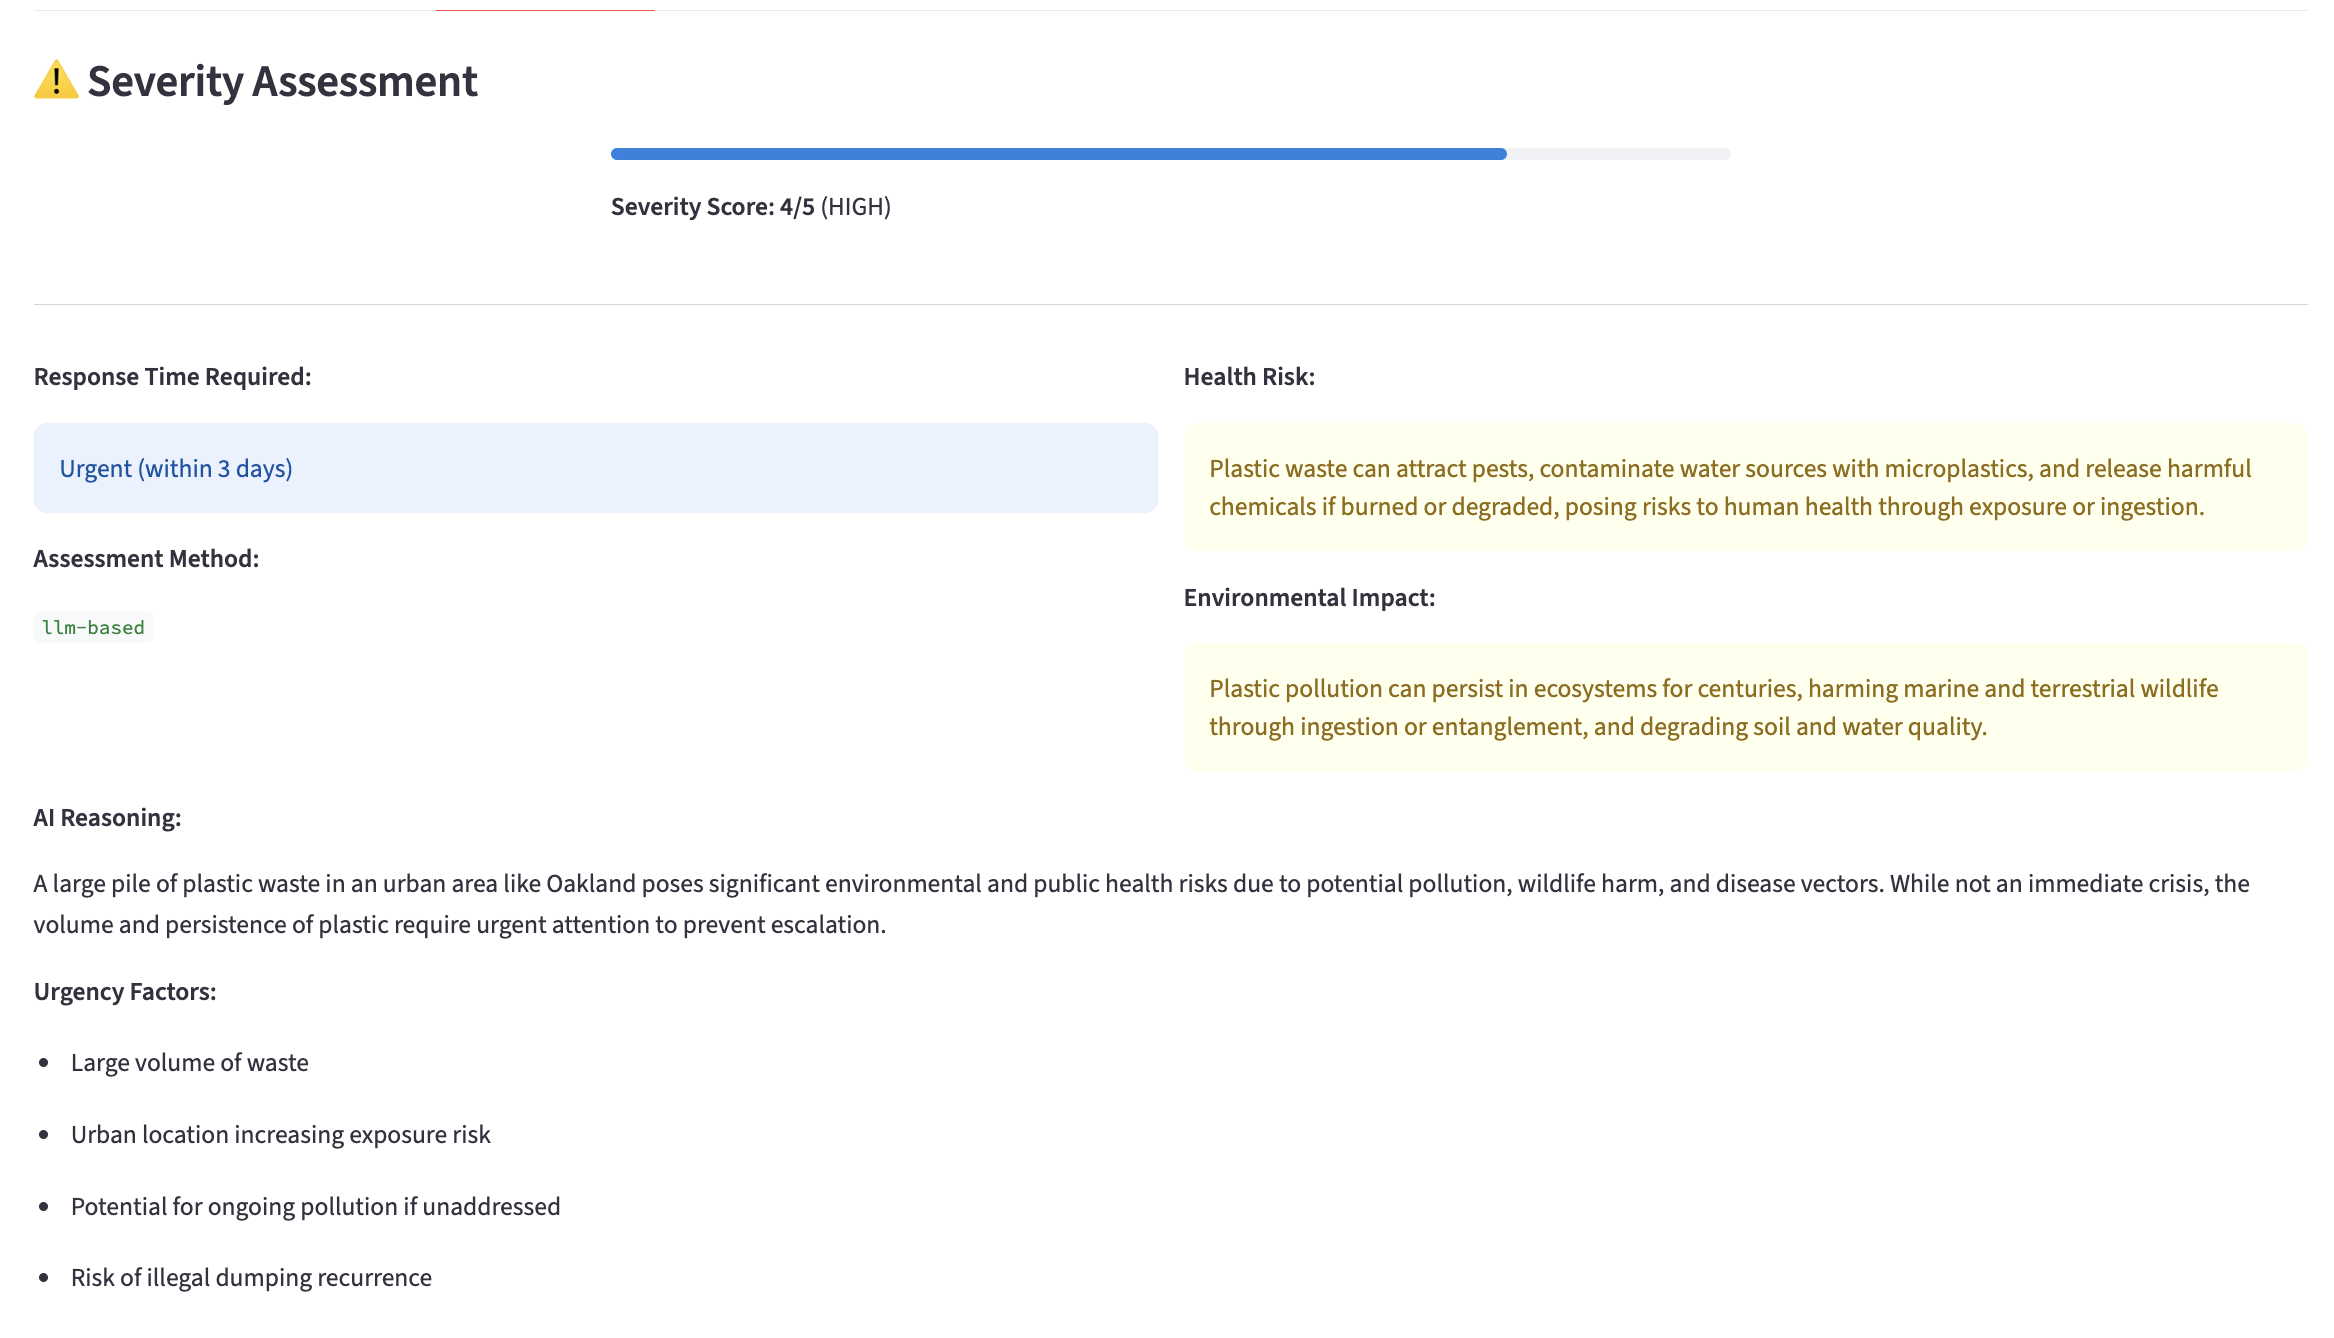 ⚠️ Severity Assessment
Severity Score: 4/5 (HIGH)
Response Time Required:
Urgent (within 3 days)
Assessment Method:
llm-based
Health Risk:
Plastic waste can attract pests, contaminate water sources with microplastics, and release harmful
chemicals if burned or degraded, posing risks to human health through exposure or ingestion.
Environmental Impact:
Plastic pollution can persist in ecosystems for centuries, harming marine and terrestrial wildlife
through ingestion or entanglement, and degrading soil and water quality.
AI Reasoning:
A large pile of plastic waste in an urban area like Oakland poses significant environmental and public health risks due to potential pollution, wildlife harm, and disease vectors. While not an immediate crisis, the
volume and persistence of plastic require urgent attention to prevent escalation.
Urgency Factors:
• Large volume of waste
• Urban location increasing exposure risk
• Potential for ongoing pollution if unaddressed
• Risk of illegal dumping recurrence